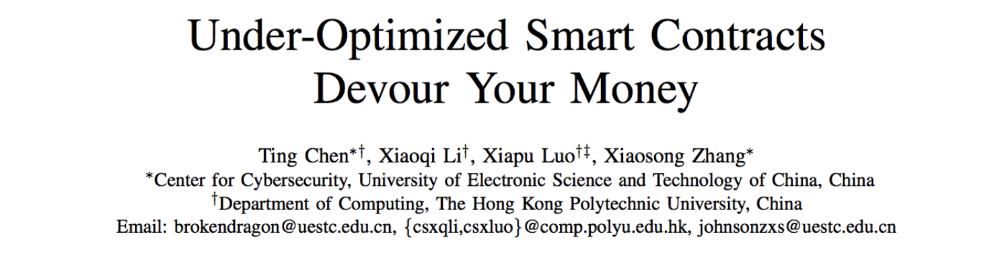 Under-Optimized Smart Contracts
Devour Your Money
Ting Chen*†, Xiaoqi Li†, Xiapu Luo†‡, Xiaosong Zhang*
*Center for Cybersecurity, University of Electronic Science and Technology of China, China
†Department of Computing, The Hong Kong Polytechnic University, China
Email: brokendragon@uestc.edu.cn, {csxqli,csxluo}@comp.polyu.edu.hk, johnsonzxs@uestc.edu.cn